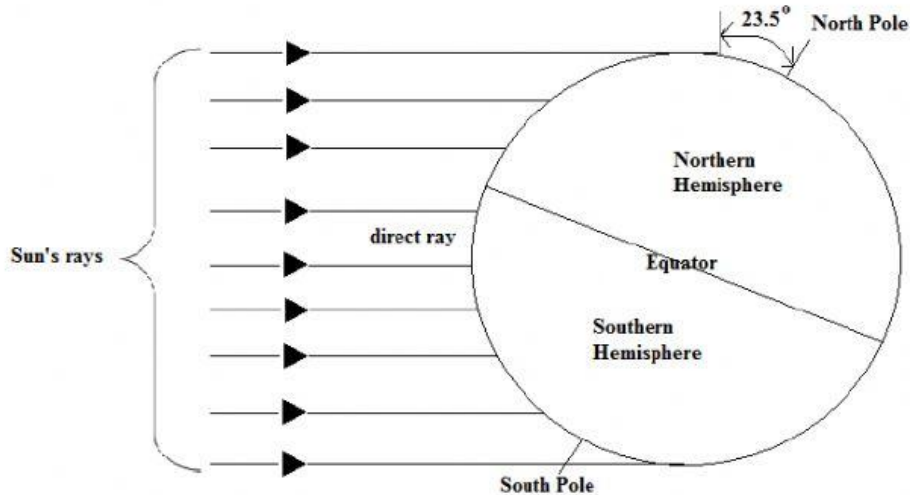 23.5°
North Pole
Northern
Hemisphere
direct ray
Sun's rays
Equator
Southern
Hemisphere
South Pole